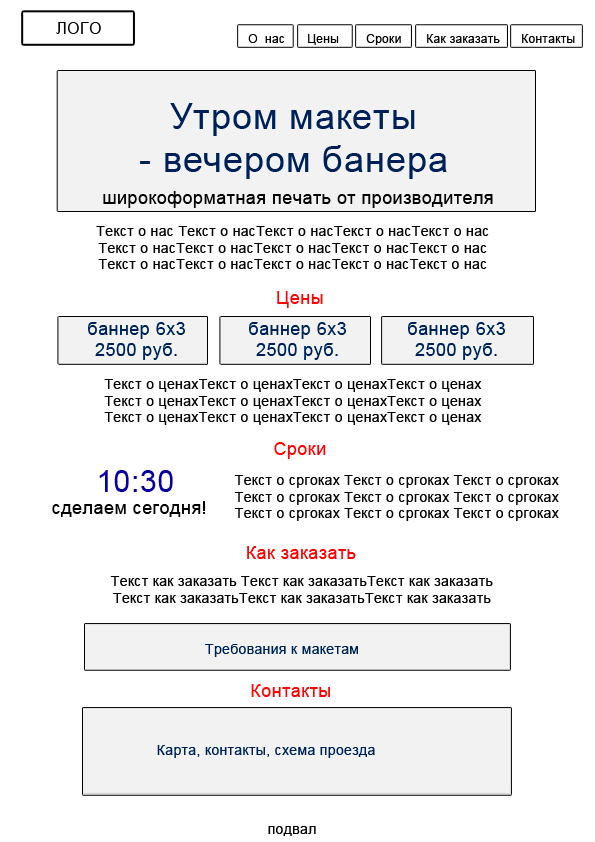 ЛОГО
О нас
Цены
Сроки
Как заказать
Контакты
Утром макеты
- вечером банера
широкоформатная печать от производителя
Текст о нас Текст о насТекст о насТекст о насТекст о нас
Текст о насТекст о насТекст о насТекст о насТекст о нас
Текст о насТекст о насТекст о насТекст о насТекст о нас
Цены
баннер 6х3
2500 руб.
баннер 6х3
2500 руб.
баннер 6х3
2500 руб.
Текст о ценахТекст о ценахТекст о ценахТекст о ценах
Текст о ценахТекст о ценахТекст о ценахТекст о ценах
Текст о ценахТекст о ценахТекст о ценахТекст о ценах
Сроки
10:30
сделаем сегодня!
Текст о сргоках Текст о сргоках Текст о сргоках
Текст о сргоках Текст о сргоках Текст о сргоках
Текст о сргоках Текст о сргоках Текст о сргоках
Как заказать
Текст как заказать Текст как заказатьТекст как заказать
Текст как заказатьТекст как заказатьТекст как заказать
Требования к макетам
Контакты
Карта, контакты, схема проезда
подвал